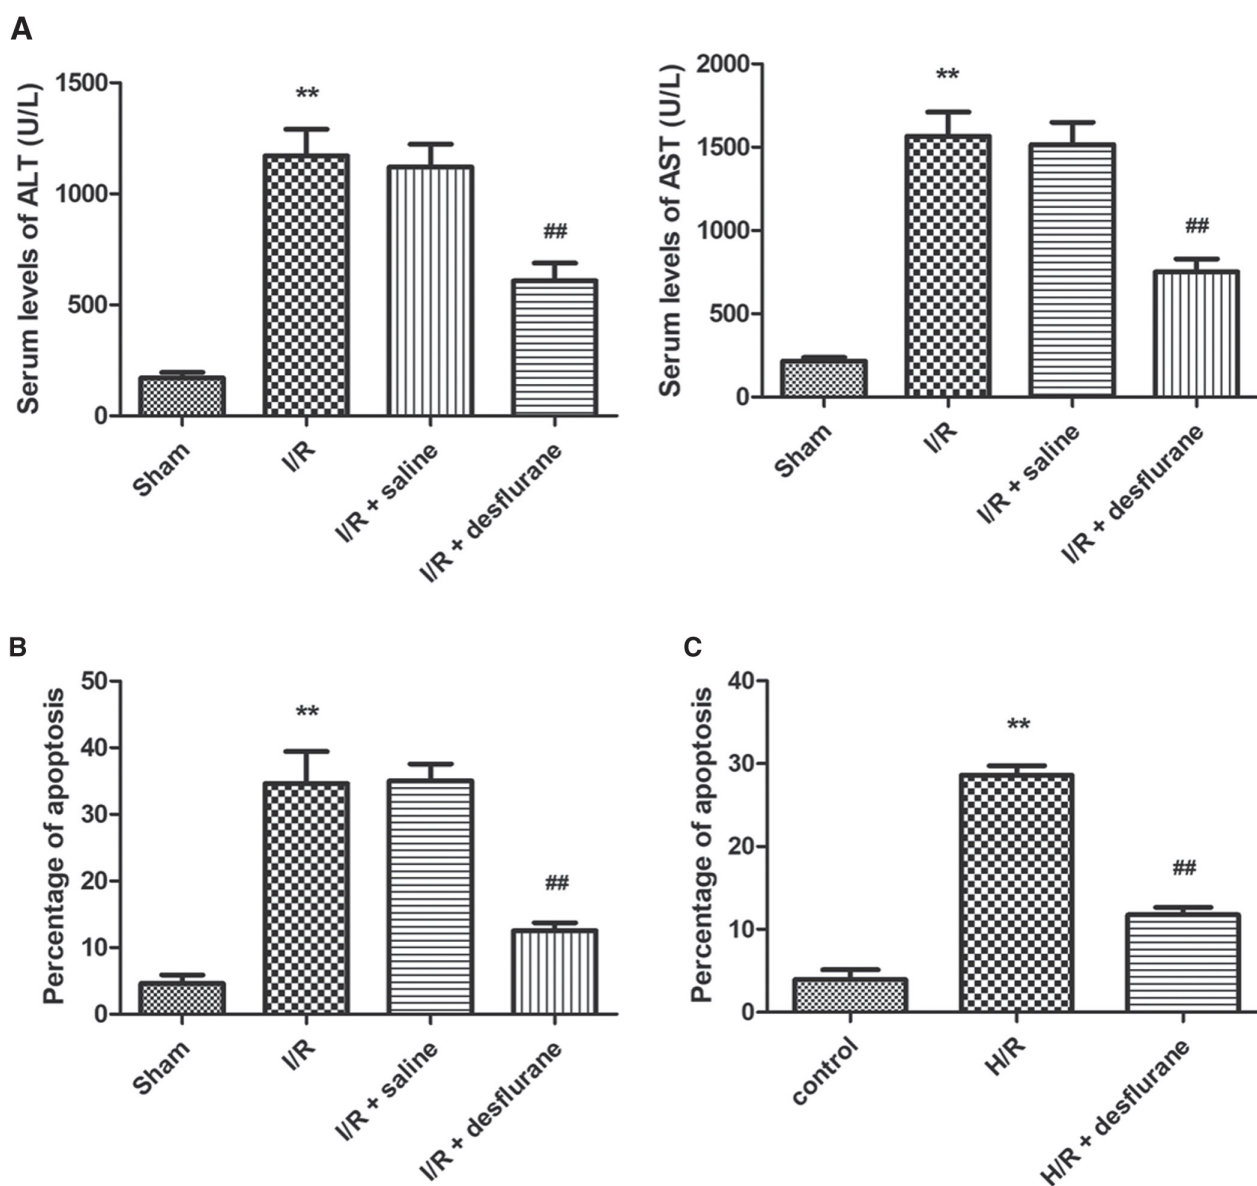 A
Serum levels of ALT (U/L)
1500
1000
500
0
**
##
Sham
I/R
I/R + saline
I/R + desflurane
Serum levels of AST (U/L)
2000
1500
1000
500
0
**
##
Sham
I/R
I/R + saline
I/R + desflurane
B
Percentage of apoptosis
50
40
30
20
10
0
**
##
Sham
I/R
I/R + saline
I/R + desflurane
C
Percentage of apoptosis
40
30
20
10
0
**
##
control
H/R
H/R + desflurane